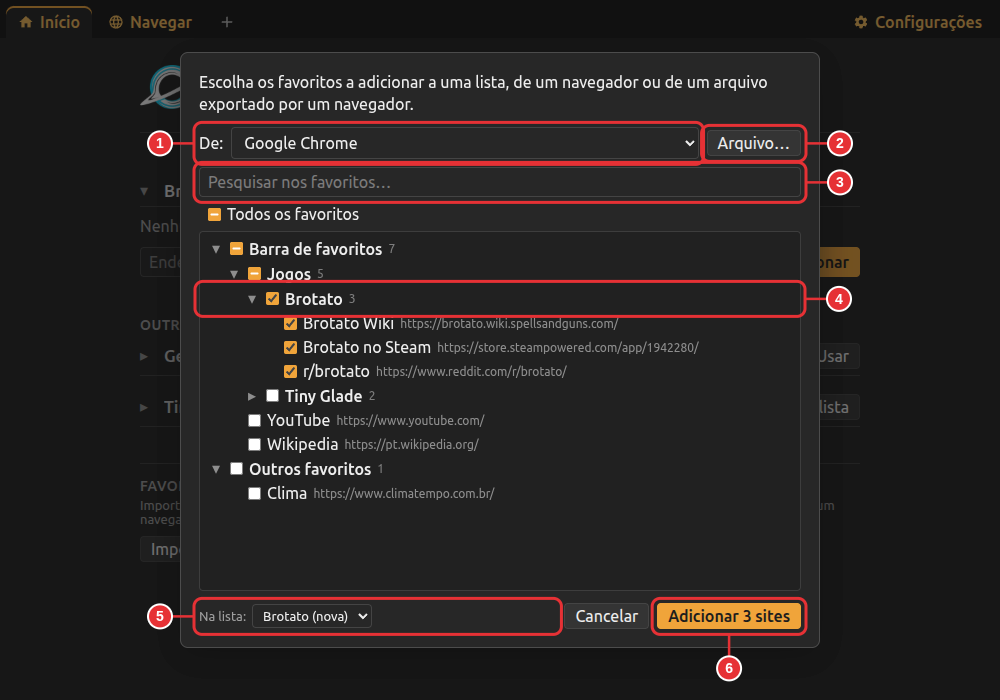 Início
Navegar
+
Configurações
Escolha os favoritos a adicionar a uma lista, de um navegador ou de um arquivo
exportado por um navegador.
1
De:
Google Chrome
Arquivo…
2
Pesquisar nos favoritos…
3
Todos os favoritos
Barra de favoritos 7
Jogos 5
Brotato 3
4
Brotato Wiki https://brotato.wiki.spellsandguns.com/
Brotato no Steam https://store.steampowered.com/app/1942280/
r/brotato https://www.reddit.com/r/brotato/
Tiny Glade 2
YouTube https://www.youtube.com/
Wikipedia https://pt.wikipedia.org/
Outros favoritos 1
Clima https://www.climatempo.com.br/
5
Na lista:
Brotato (nova)
Cancelar
Adicionar 3 sites
6